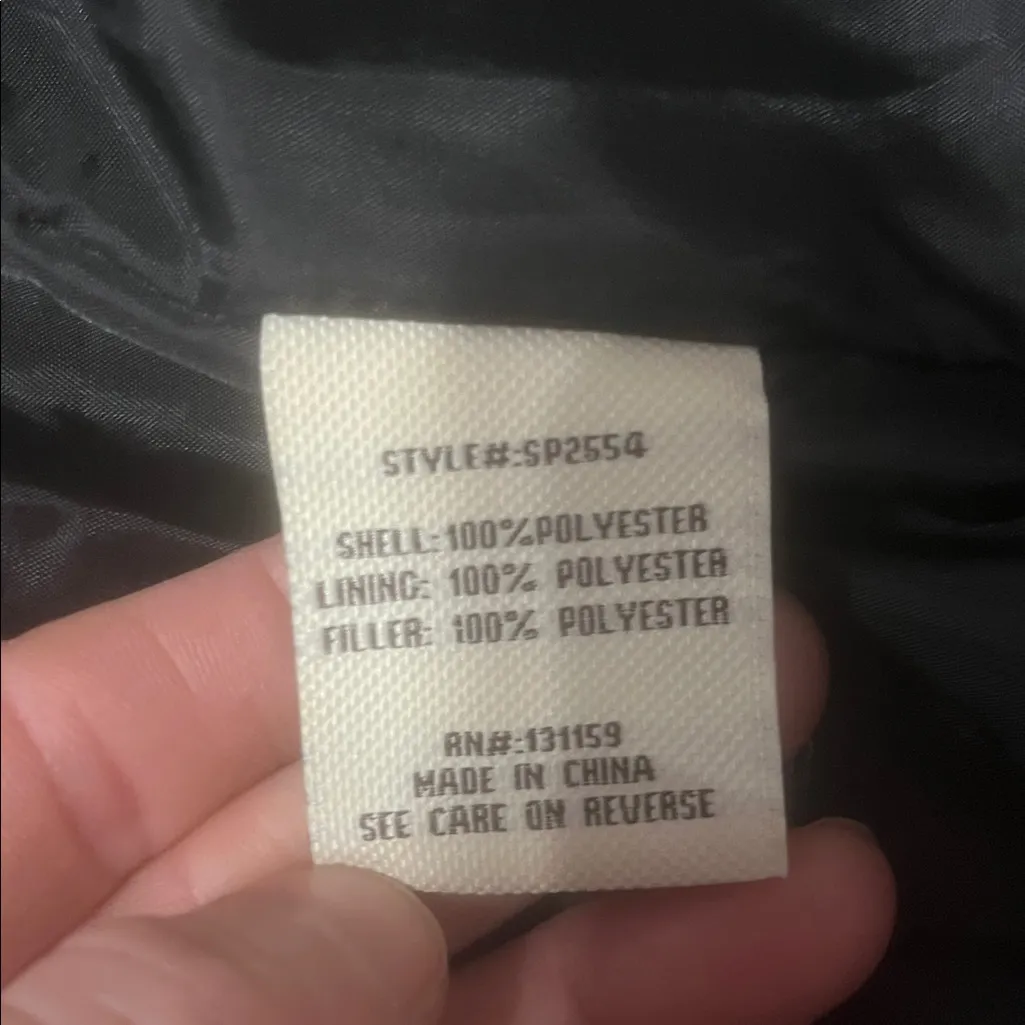 STYLE#:SP2554
SHELL:100%POLYESTER
LINING: 100% POLYESTER
FILLER: 100% POLYESTER
RN#:131159
MADE IN CHINA
SEE CARE ON REVERSE